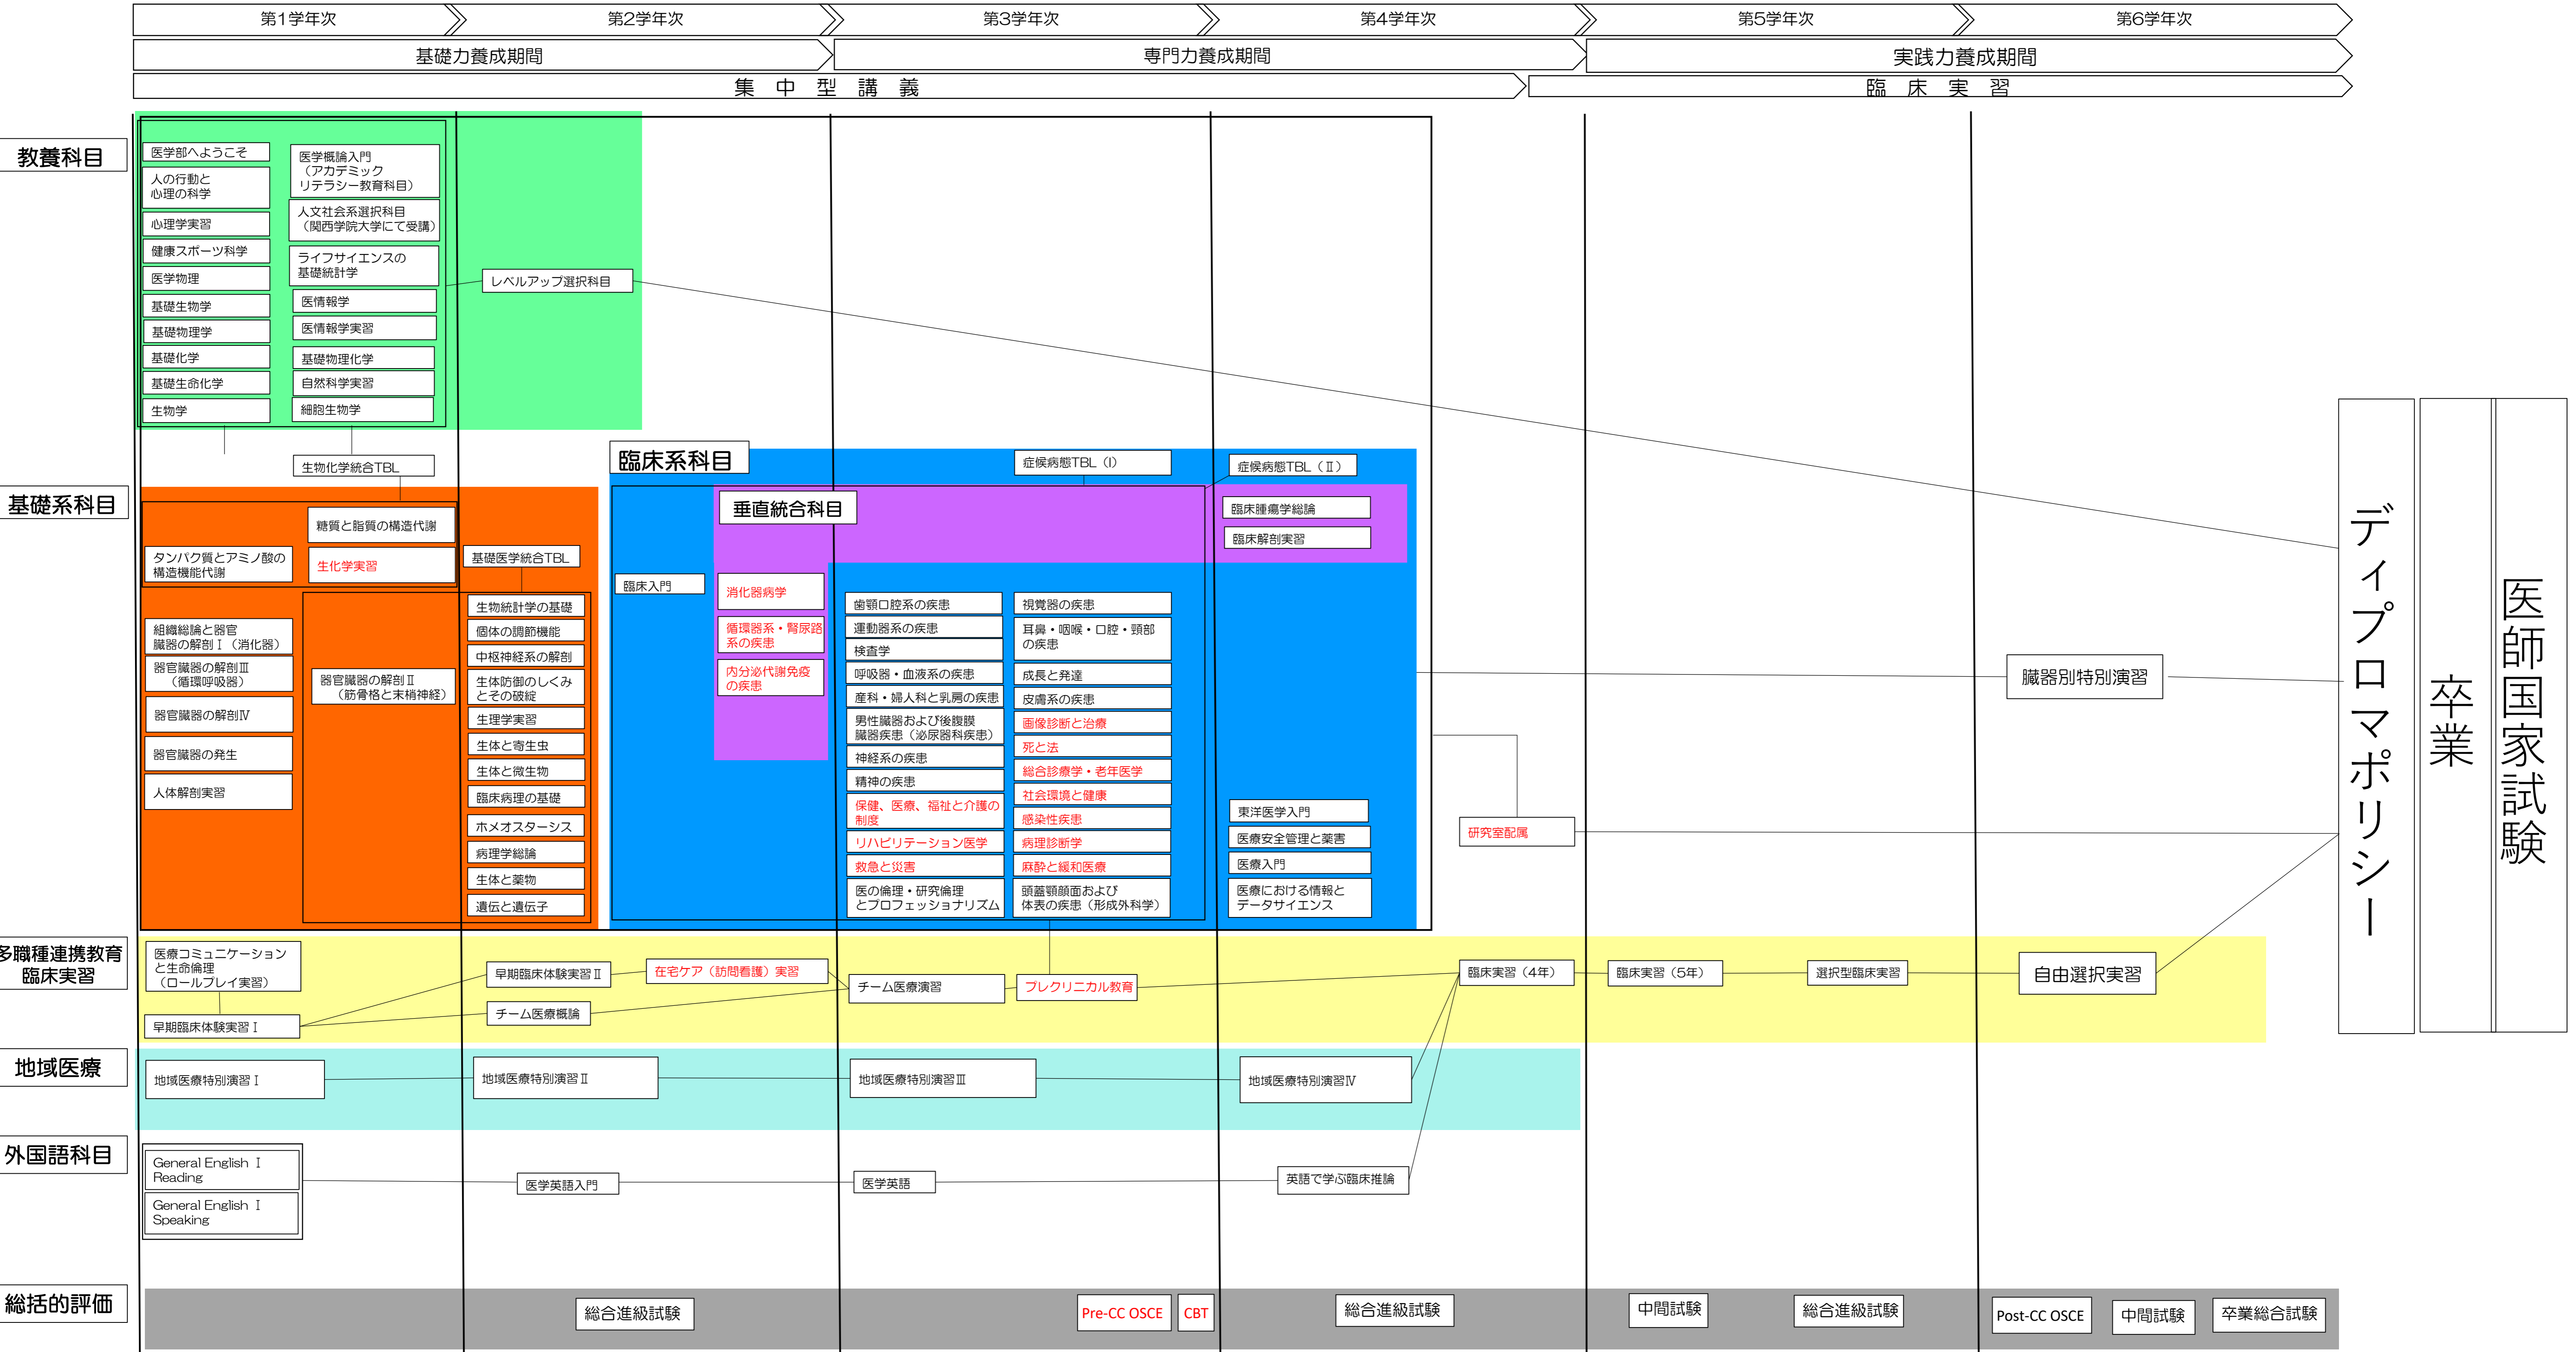 第1学年次
第2学年次
第3学年次
第4学年次
第5学年次
第6学年次
基礎力養成期間
専門力養成期間
実践力養成期間
集中型講義
臨床実習
教養科目
医学部へようこそ
人の行動と
心理の科学
心理学実習
健康スポーツ科学
医学物理
基礎生物学
基礎物理学
基礎化学
基礎生命化学
生物学
医学概論入門
（アカデミック
リテラシー教育科目）
人文社会系選択科目
（関西学院大学にて受講）
ライフサイエンスの
基礎統計学
医情報学
医情報学実習
基礎物理化学
自然科学実習
細胞生物学
レベルアップ選択科目
生物化学統合TBL
基礎系科目
糖質と脂質の構造代謝
タンパク質とアミノ酸の
構造機能代謝
生化学実習
組織総論と器官
臓器の解剖Ⅰ（消化器）
器官臓器の解剖Ⅲ
（循環呼吸器）
器官臓器の解剖Ⅳ
器官臓器の発生
人体解剖実習
器官臓器の解剖Ⅱ
（筋骨格と末梢神経）
基礎医学統合TBL
生物統計学の基礎
個体の調節機能
中枢神経系の解剖
生体防御のしくみ
とその破綻
生理学実習
生体と寄生虫
生体と微生物
臨床病理の基礎
ホメオスターシス
病理学総論
生体と薬物
遺伝と遺伝子
臨床系科目
症候病態TBL（Ⅰ）
症候病態TBL（Ⅱ）
垂直統合科目
臨床腫瘍学総論
臨床解剖実習
臨床入門
消化器病学
循環器系・腎尿路
系の疾患
内分泌代謝免疫
の疾患
歯顎口腔系の疾患
運動器系の疾患
検査学
呼吸器・血液系の疾患
産科・婦人科と乳房の疾患
男性臓器および後腹膜
臓器疾患（泌尿器科疾患）
神経系の疾患
精神の疾患
保健、医療、福祉と介護の
制度
リハビリテーション医学
救急と災害
医の倫理・研究倫理
とプロフェッショナリズム
視覚器の疾患
耳鼻・咽喉・口腔・頸部
の疾患
成長と発達
皮膚系の疾患
画像診断と治療
死と法
総合診療学・老年医学
社会環境と健康
感染性疾患
病理診断学
麻酔と緩和医療
頭蓋顎顔面および
体表の疾患（形成外科学）
東洋医学入門
医療安全管理と薬害
医療入門
医療における情報と
データサイエンス
研究室配属
臓器別特別演習
ディプロマポリシー
卒業
医師国家試験
多職種連携教育
臨床実習
医療コミュニケーション
と生命倫理
（ロールプレイ実習）
早期臨床体験実習Ⅰ
早期臨床体験実習Ⅱ
チーム医療概論
在宅ケア（訪問看護）実習
チーム医療演習
プレクリニカル教育
臨床実習（4年）
臨床実習（5年）
選択型臨床実習
自由選択実習
地域医療
地域医療特別演習Ⅰ
地域医療特別演習Ⅱ
地域医療特別演習Ⅲ
地域医療特別演習Ⅳ
外国語科目
General English Ⅰ
Reading
General English Ⅰ
Speaking
医学英語入門
医学英語
英語で学ぶ臨床推論
総括的評価
総合進級試験
Pre-CC OSCE
CBT
総合進級試験
中間試験
総合進級試験
Post-CC OSCE
中間試験
卒業総合試験